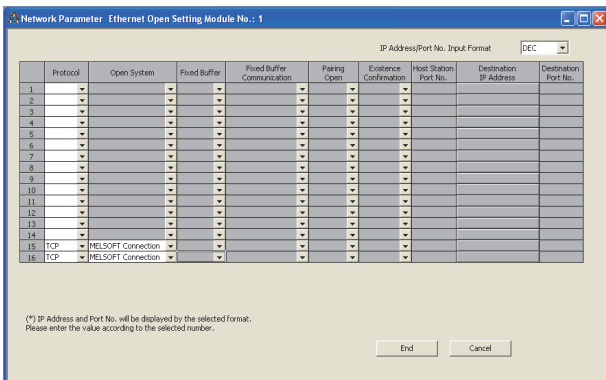 Network Parameter Ethernet Open Setting Module No.: 1
IP Address/Port No. Input Format DEC
Protocol Open System Fixed Buffer Fixed Buffer Communication Pairing Open Existence Confirmation Host Station Port No. Destination IP Address Destination Port No.
1
2
3
4
5
6
7
8
9
10
11
12
13
14
15 TCP MELSOFT Connection
16 TCP MELSOFT Connection
(*) IP Address and Port No. will be displayed by the selected format.
Please enter the value according to the selected number.
End Cancel